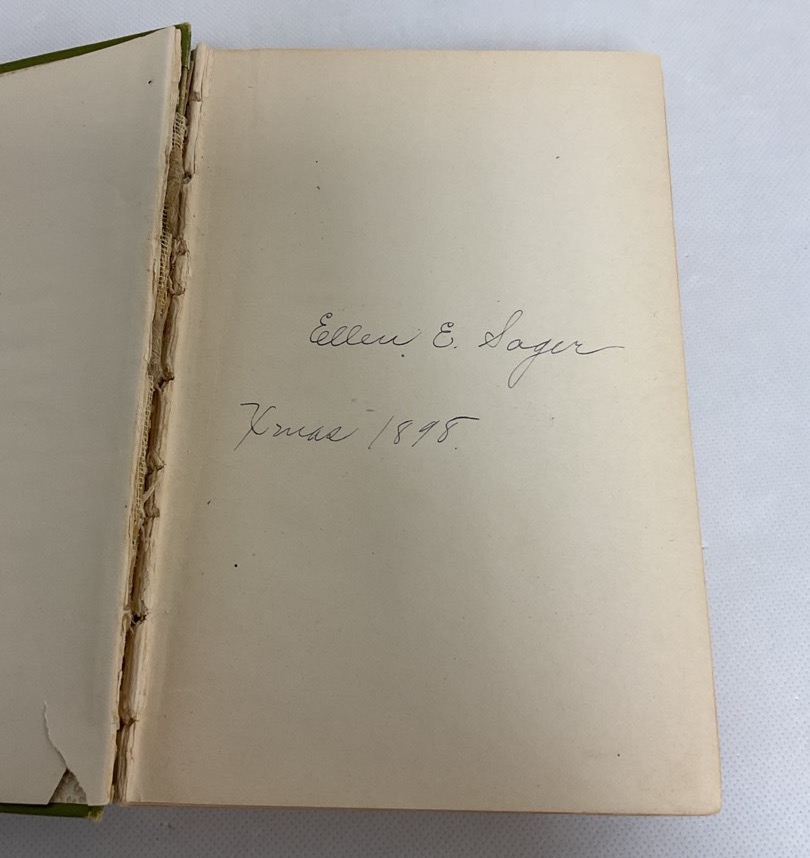 Ellen E. Sager
Xmas 1898.